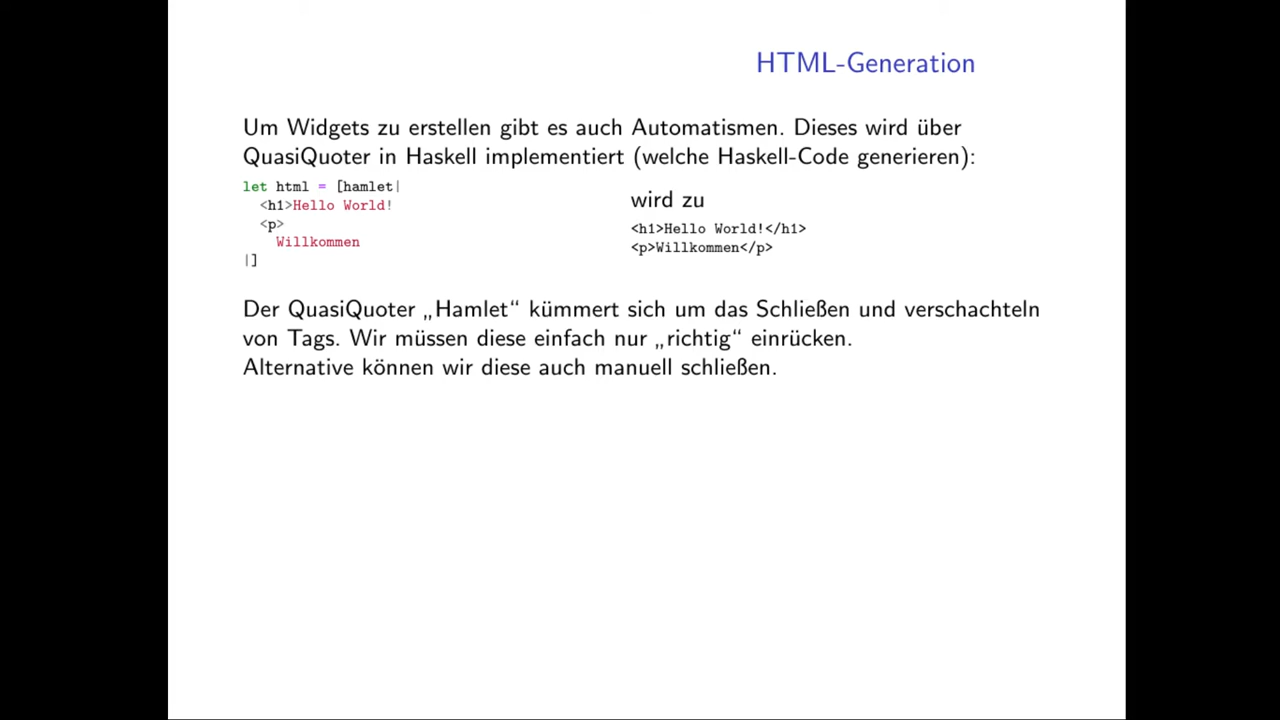 HTML-Generation
Um Widgets zu erstellen gibt es auch Automatismen. Dieses wird über
QuasiQuoter in Haskell implementiert (welche Haskell-Code generieren):
let html = [hamlet|
<h1>Hello World!
<p>
Willkommen
|]
wird zu
<h1>Hello World!</h1>
<p>Willkommen</p>
Der QuasiQuoter „Hamlet“ kümmert sich um das Schließen und verschachteln
von Tags. Wir müssen diese einfach nur „richtig“ einrücken.
Alternative können wir diese auch manuell schließen.